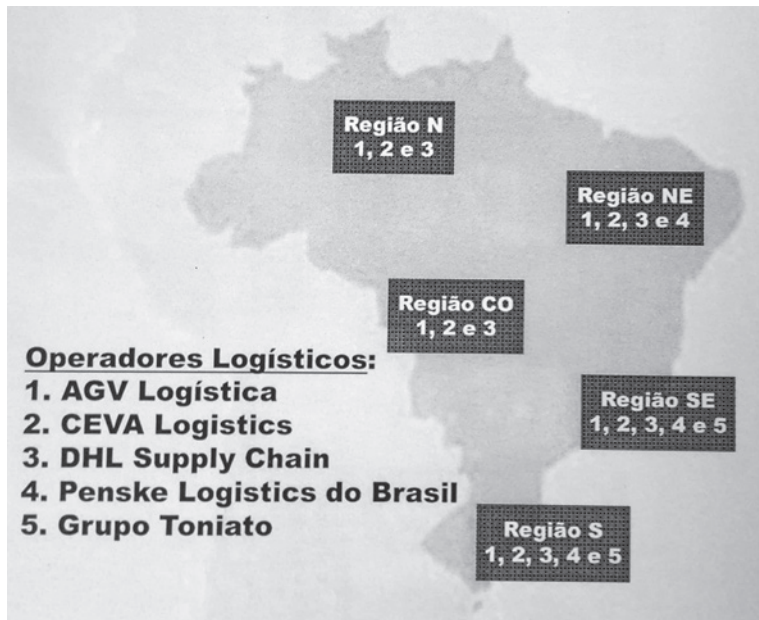 Região N
1, 2 e 3
Região NE
1, 2, 3 e 4
Região CO
1, 2 e 3
Operadores Logísticos:
1. AGV Logística
2. CEVA Logistics
3. DHL Supply Chain
4. Penske Logistics do Brasil
5. Grupo Toniato
Região SE
1, 2, 3, 4 e 5
Região S
1, 2, 3, 4 e 5